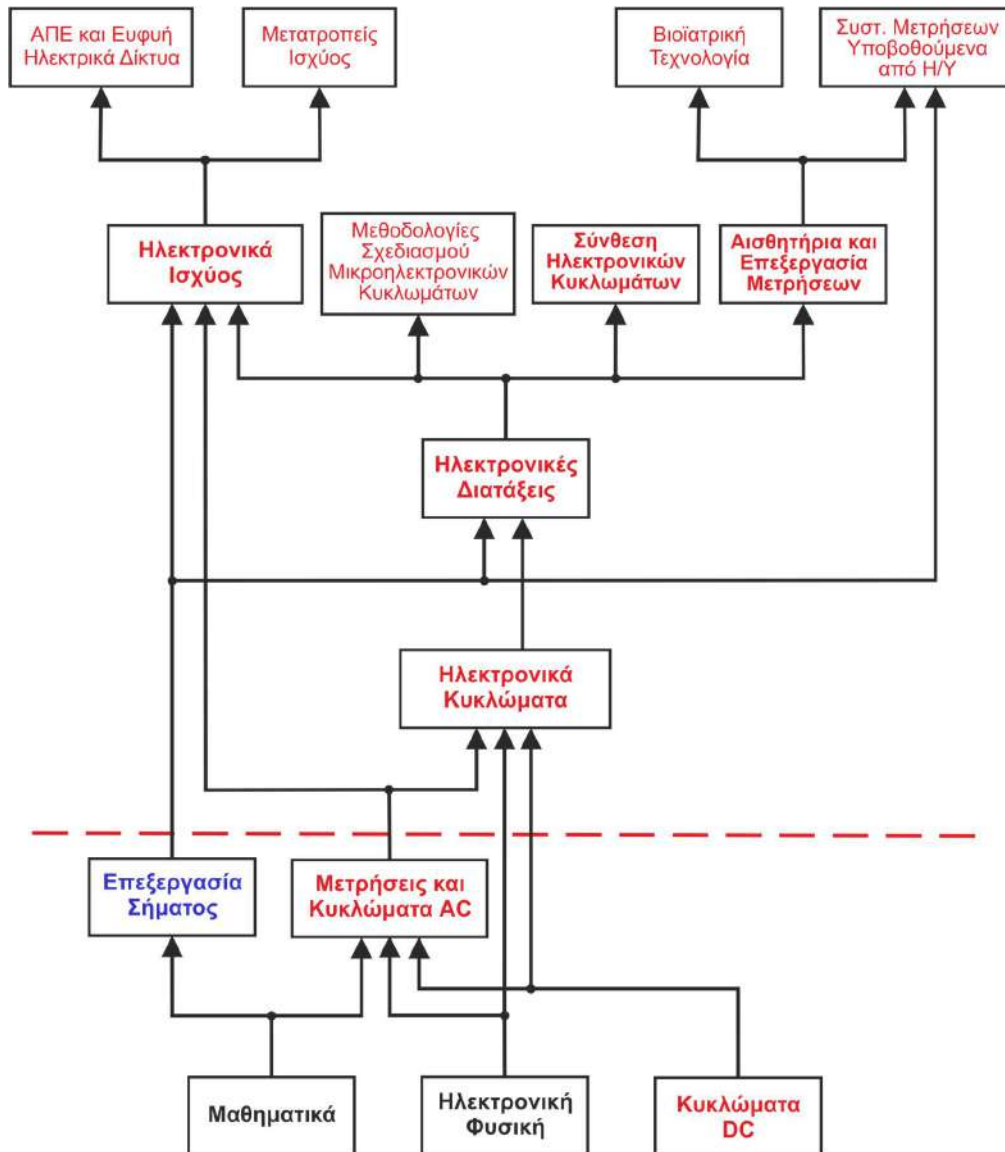 ΑΠΕ και Ευφυή
Ηλεκτρικά Δίκτυα
Μετατροπείς
Ισχύος
Βιοϊατρική
Τεχνολογία
Συστ. Μετρήσεων
Υποβοθούμενα
από Η/Υ
Ηλεκτρονικά
Ισχύος
Μεθοδολογίες
Σχεδιασμού
Μικροηλεκτρονικών
Κυκλωμάτων
Σύνθεση
Ηλεκτρονικών
Κυκλωμάτων
Αισθητήρια και
Επεξεργασία
Μετρήσεων
Ηλεκτρονικές
Διατάξεις
Ηλεκτρονικά
Κυκλώματα
Επεξεργασία
Σήματος
Μετρήσεις και
Κυκλώματα AC
Μαθηματικά
Ηλεκτρονική
Φυσική
Κυκλώματα
DC